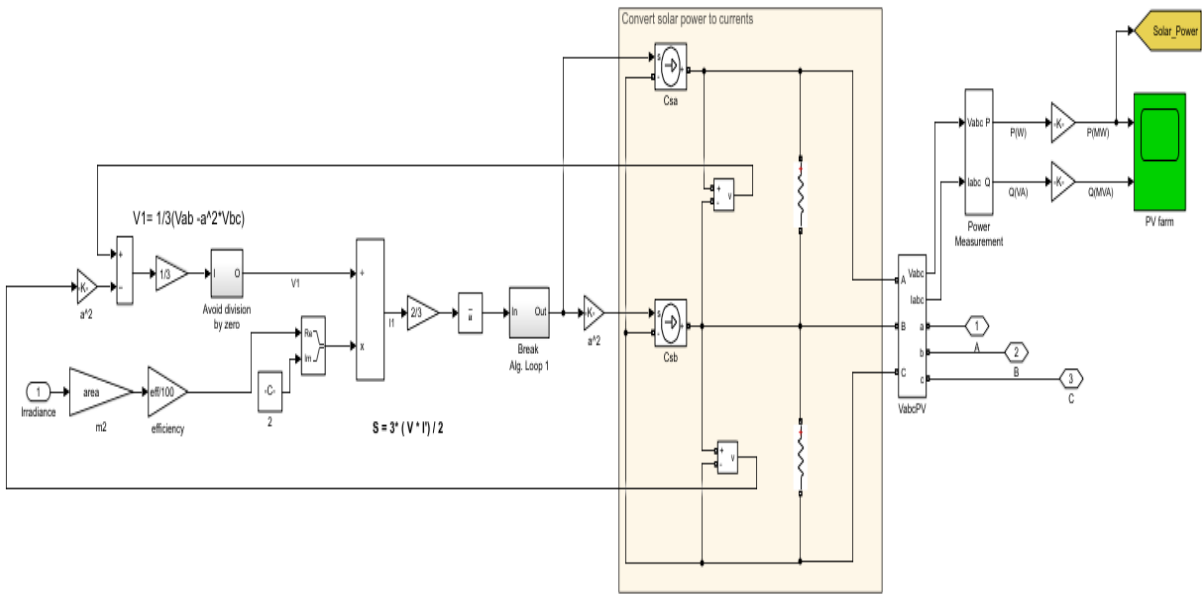 Convert solar power to currents
Solar_Power
s
-
+
Csa
Vabc P
P(W)
-K-
P(MW)
Iabc Q
Q(VA)
-K-
Q(MVA)
Power
Measurement
PV farm
+
-
v
V1= 1/3(Vab -a^2*Vbc)
+
−
-K-
a^2
1/3
I O
Avoid division
by zero
V1
÷
x
I1
2/3
In Out
Break
Alg. Loop 1
-K-
a^2
s
-
+
Csb
Re
Im
-C-
2
1
Irradiance
area
m2
eff/100
efficiency
S = 3* ( V * I') / 2
+
-
v
A
B
C
Vabc
Iabc
a
b
c
VabcPV
1
A
2
B
3
C